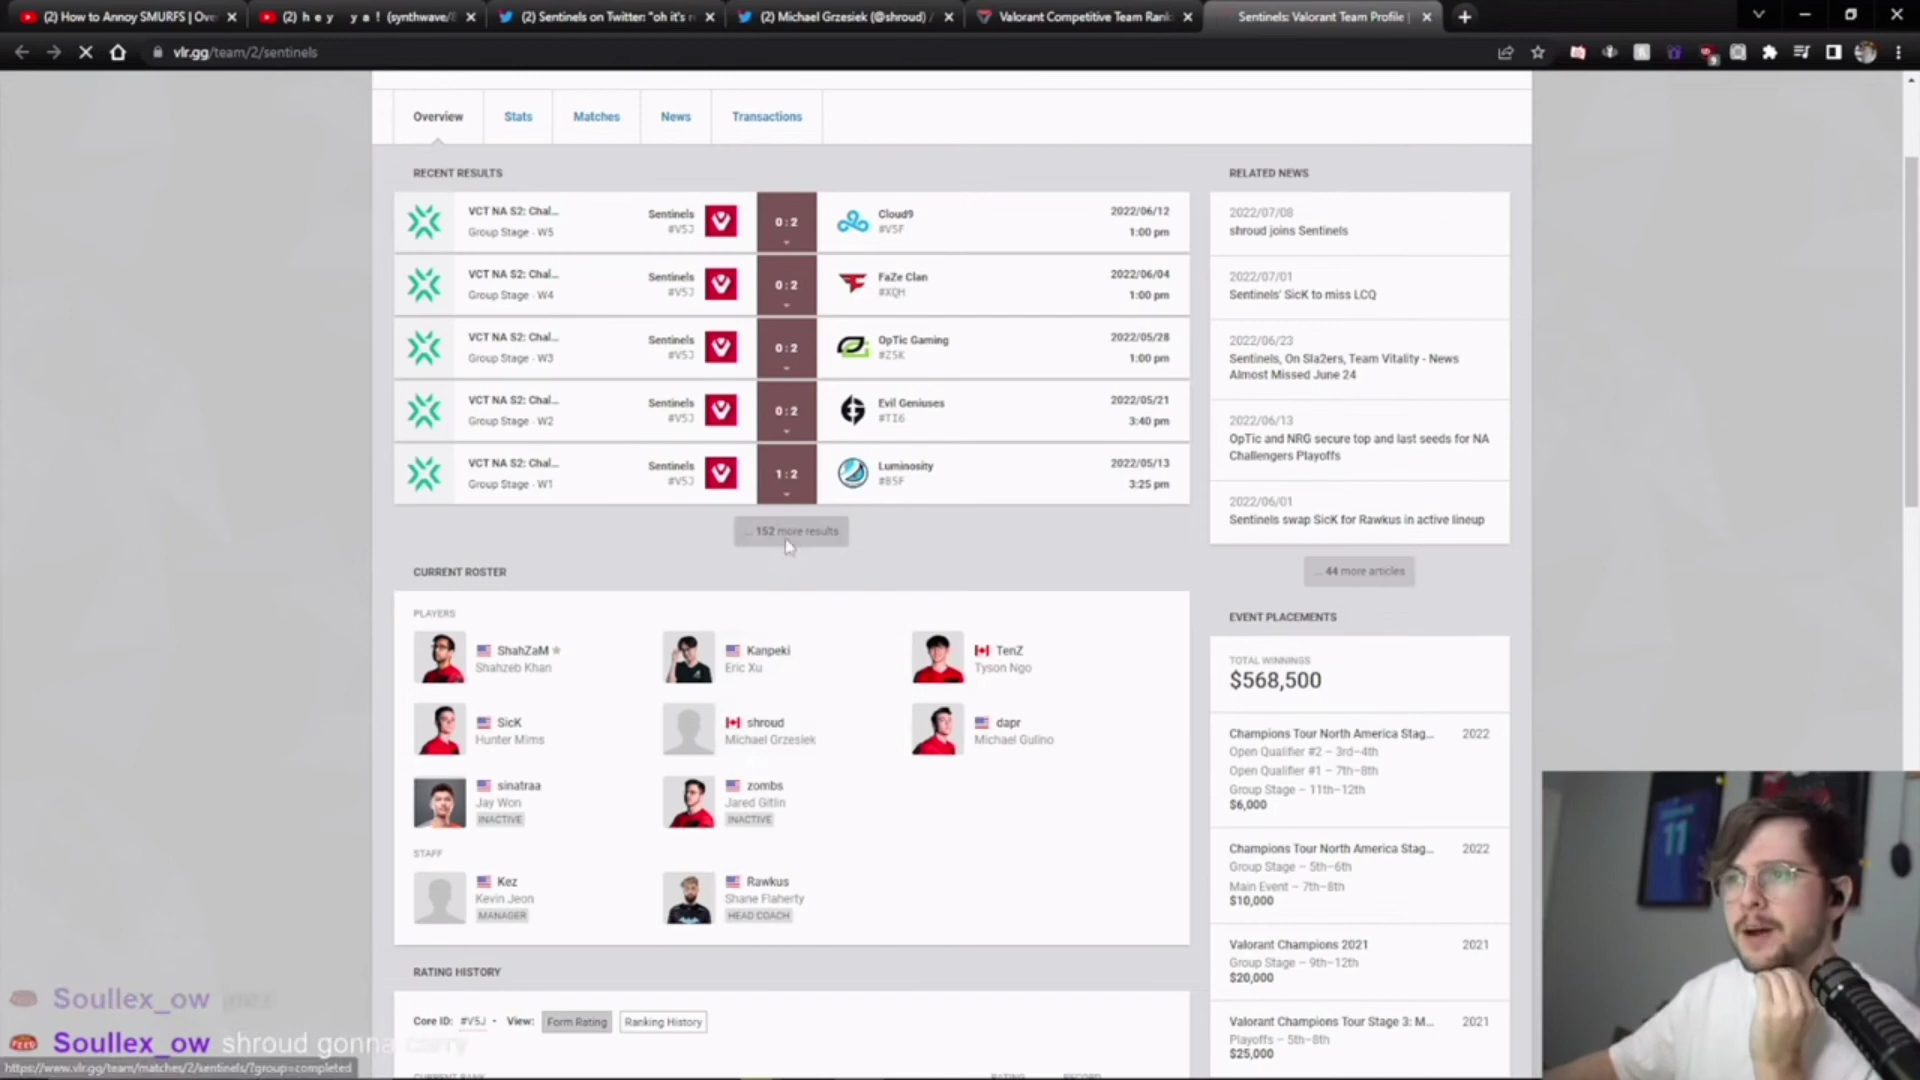 (2) How to Annoy SMURFS | Ove
(2) h e y  y a ! (synthwave/8
(2) Sentinels on Twitter: "oh it's r
(2) Michael Grzesiek (@shroud) /
Valorant Competitive Team Rank
Sentinels: Valorant Team Profile |
vlr.gg/team/2/sentinels
Overview
Stats
Matches
News
Transactions
RECENT RESULTS
VCT NA S2: Chal...
Group Stage - W5
Sentinels
#V5J
0 : 2
Cloud9
#V5F
2022/06/12
1:00 pm
VCT NA S2: Chal...
Group Stage - W4
Sentinels
#V5J
0 : 2
FaZe Clan
#XQH
2022/06/04
1:00 pm
VCT NA S2: Chal...
Group Stage - W3
Sentinels
#V5J
0 : 2
OpTic Gaming
#ZSK
2022/05/28
1:00 pm
VCT NA S2: Chal...
Group Stage - W2
Sentinels
#V5J
0 : 2
Evil Geniuses
#TI6
2022/05/21
3:40 pm
VCT NA S2: Chal...
Group Stage - W1
Sentinels
#V5J
1 : 2
Luminosity
#B5F
2022/05/13
3:25 pm
... 152 more results
RELATED NEWS
2022/07/08
shroud joins Sentinels
2022/07/01
Sentinels' SicK to miss LCQ
2022/06/23
Sentinels, On Sla2ers, Team Vitality - News
Almost Missed June 24
2022/06/13
OpTic and NRG secure top and last seeds for NA
Challengers Playoffs
2022/06/01
Sentinels swap SicK for Rawkus in active lineup
... 44 more articles
CURRENT ROSTER
PLAYERS
ShahZaM
Shahzeb Khan
Kanpeki
Eric Xu
TenZ
Tyson Ngo
SicK
Hunter Mims
shroud
Michael Grzesiek
dapr
Michael Gulino
sinatraa
Jay Won
INACTIVE
zombs
Jared Gitlin
INACTIVE
STAFF
Kez
Kevin Jeon
MANAGER
Rawkus
Shane Flaherty
HEAD COACH
EVENT PLACEMENTS
TOTAL WINNINGS
$568,500
Champions Tour North America Stag... 2022
Open Qualifier #2 – 3rd–4th
Open Qualifier #1 – 7th–8th
Group Stage – 11th–12th
$6,000
Champions Tour North America Stag... 2022
Group Stage – 5th–6th
Main Event – 7th–8th
$10,000
Valorant Champions 2021 2021
Group Stage – 9th–12th
$20,000
Valorant Champions Tour Stage 3: M... 2021
Playoffs – 5th–8th
$25,000
RATING HISTORY
Core ID: #V5J View: Form Rating Ranking History
CURRENT RANK
RATING
RECORD
11
Soullex_ow
Soullex_ow shroud gonna carry
https://www.vlr.gg/team/matches/2/sentinels/?group=completed